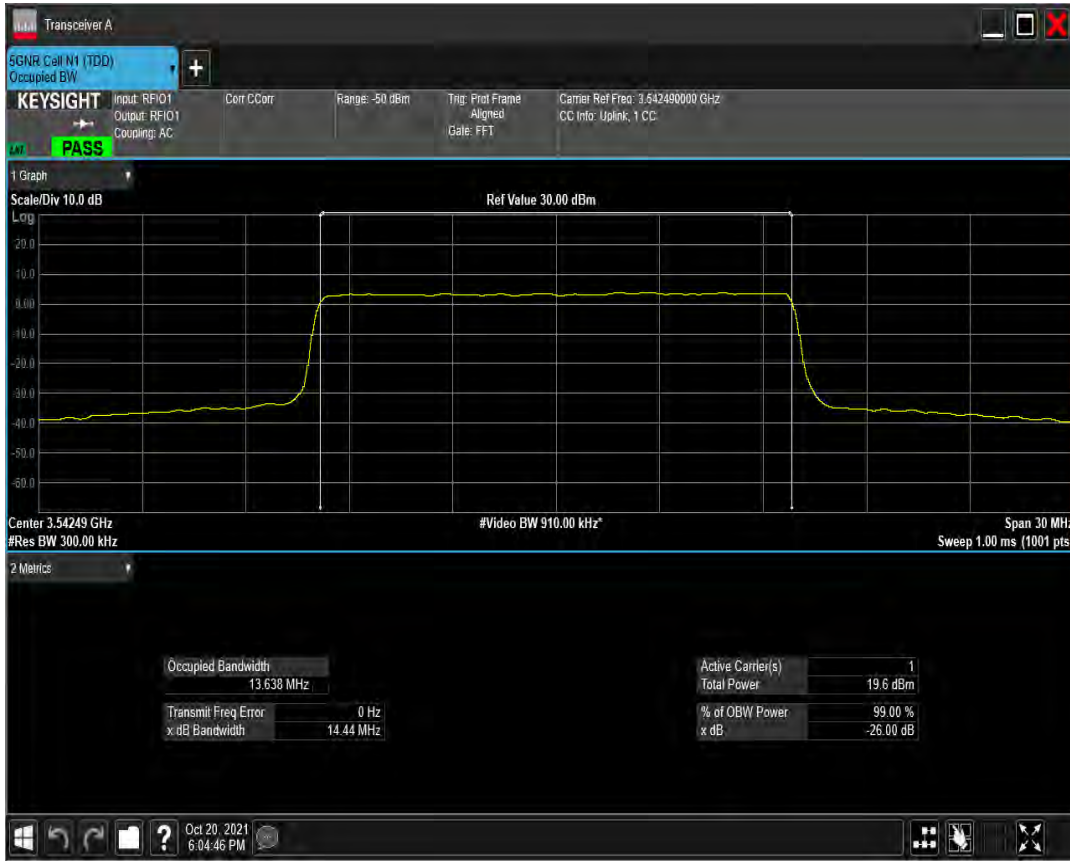 Transceiver A
5GNR Cell N1 (TDD)
Occupied BW
+
KEYSIGHT
Input: RFIO1
Output: RFIO1
Coupling: AC
Corr CCorr
Range: -50 dBm
Trig: Prot Frame
Aligned
Gate: FFT
Carrier Ref Freq: 3.542490000 GHz
CC Info: Uplink, 1 CC
PASS
1 Graph
Scale/Div 10.0 dB
Ref Value 30.00 dBm
Log
20.0
10.0
0.00
-10.0
-20.0
-30.0
-40.0
-50.0
-60.0
Center 3.54249 GHz
#Video BW 910.00 kHz*
Span 30 MHz
#Res BW 300.00 kHz
Sweep 1.00 ms (1001 pts
2 Metrics
Occupied Bandwidth
13.638 MHz
Transmit Freq Error 0 Hz
x dB Bandwidth 14.44 MHz
Active Carrier(s) 1
Total Power 19.6 dBm
% of OBW Power 99.00 %
x dB -26.00 dB
?
Oct 20, 2021
6:04:46 PM